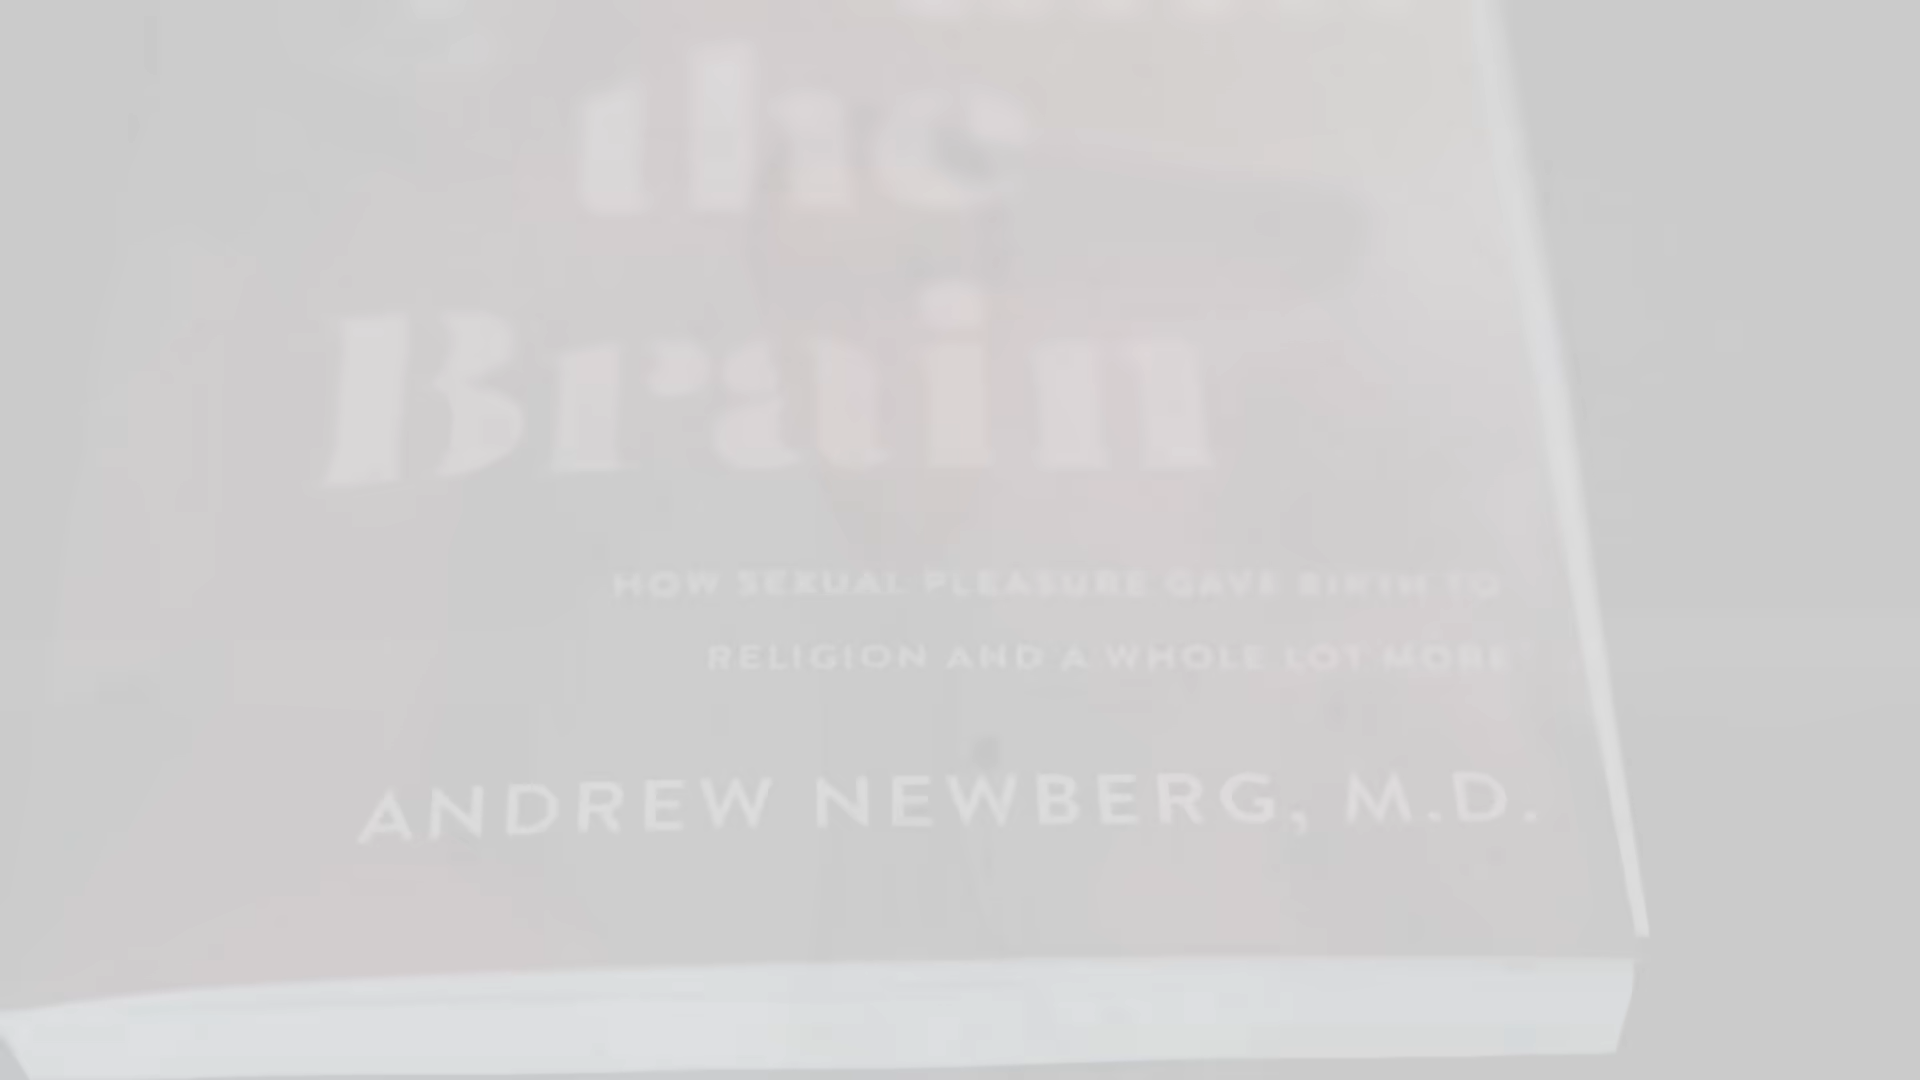 the
Brain
HOW SEXUAL PLEASURE GAVE BIRTH TO
RELIGION AND A WHOLE LOT MORE
ANDREW NEWBERG, M.D.